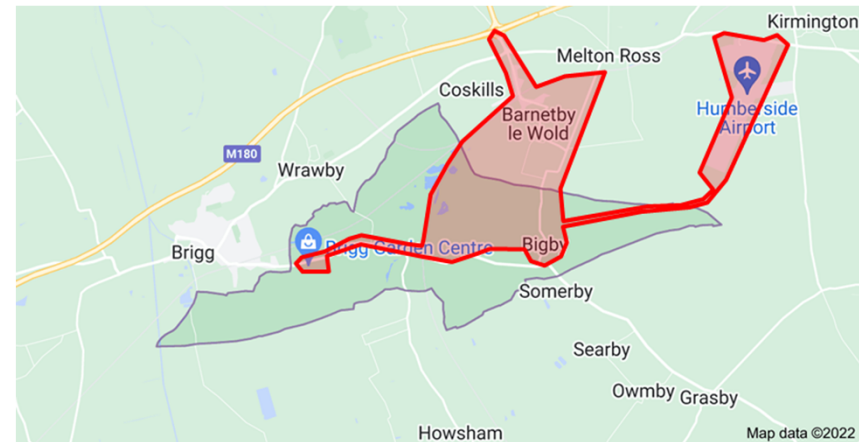 Kirmington
Melton Ross
Coskills
Barnetby
le Wold
Humberside
Airport
M180
Wrawby
Brigg
Brigg Garden Centre
Bigby
Somerby
Searby
Owmby
Grasby
Howsham
Map data ©2022